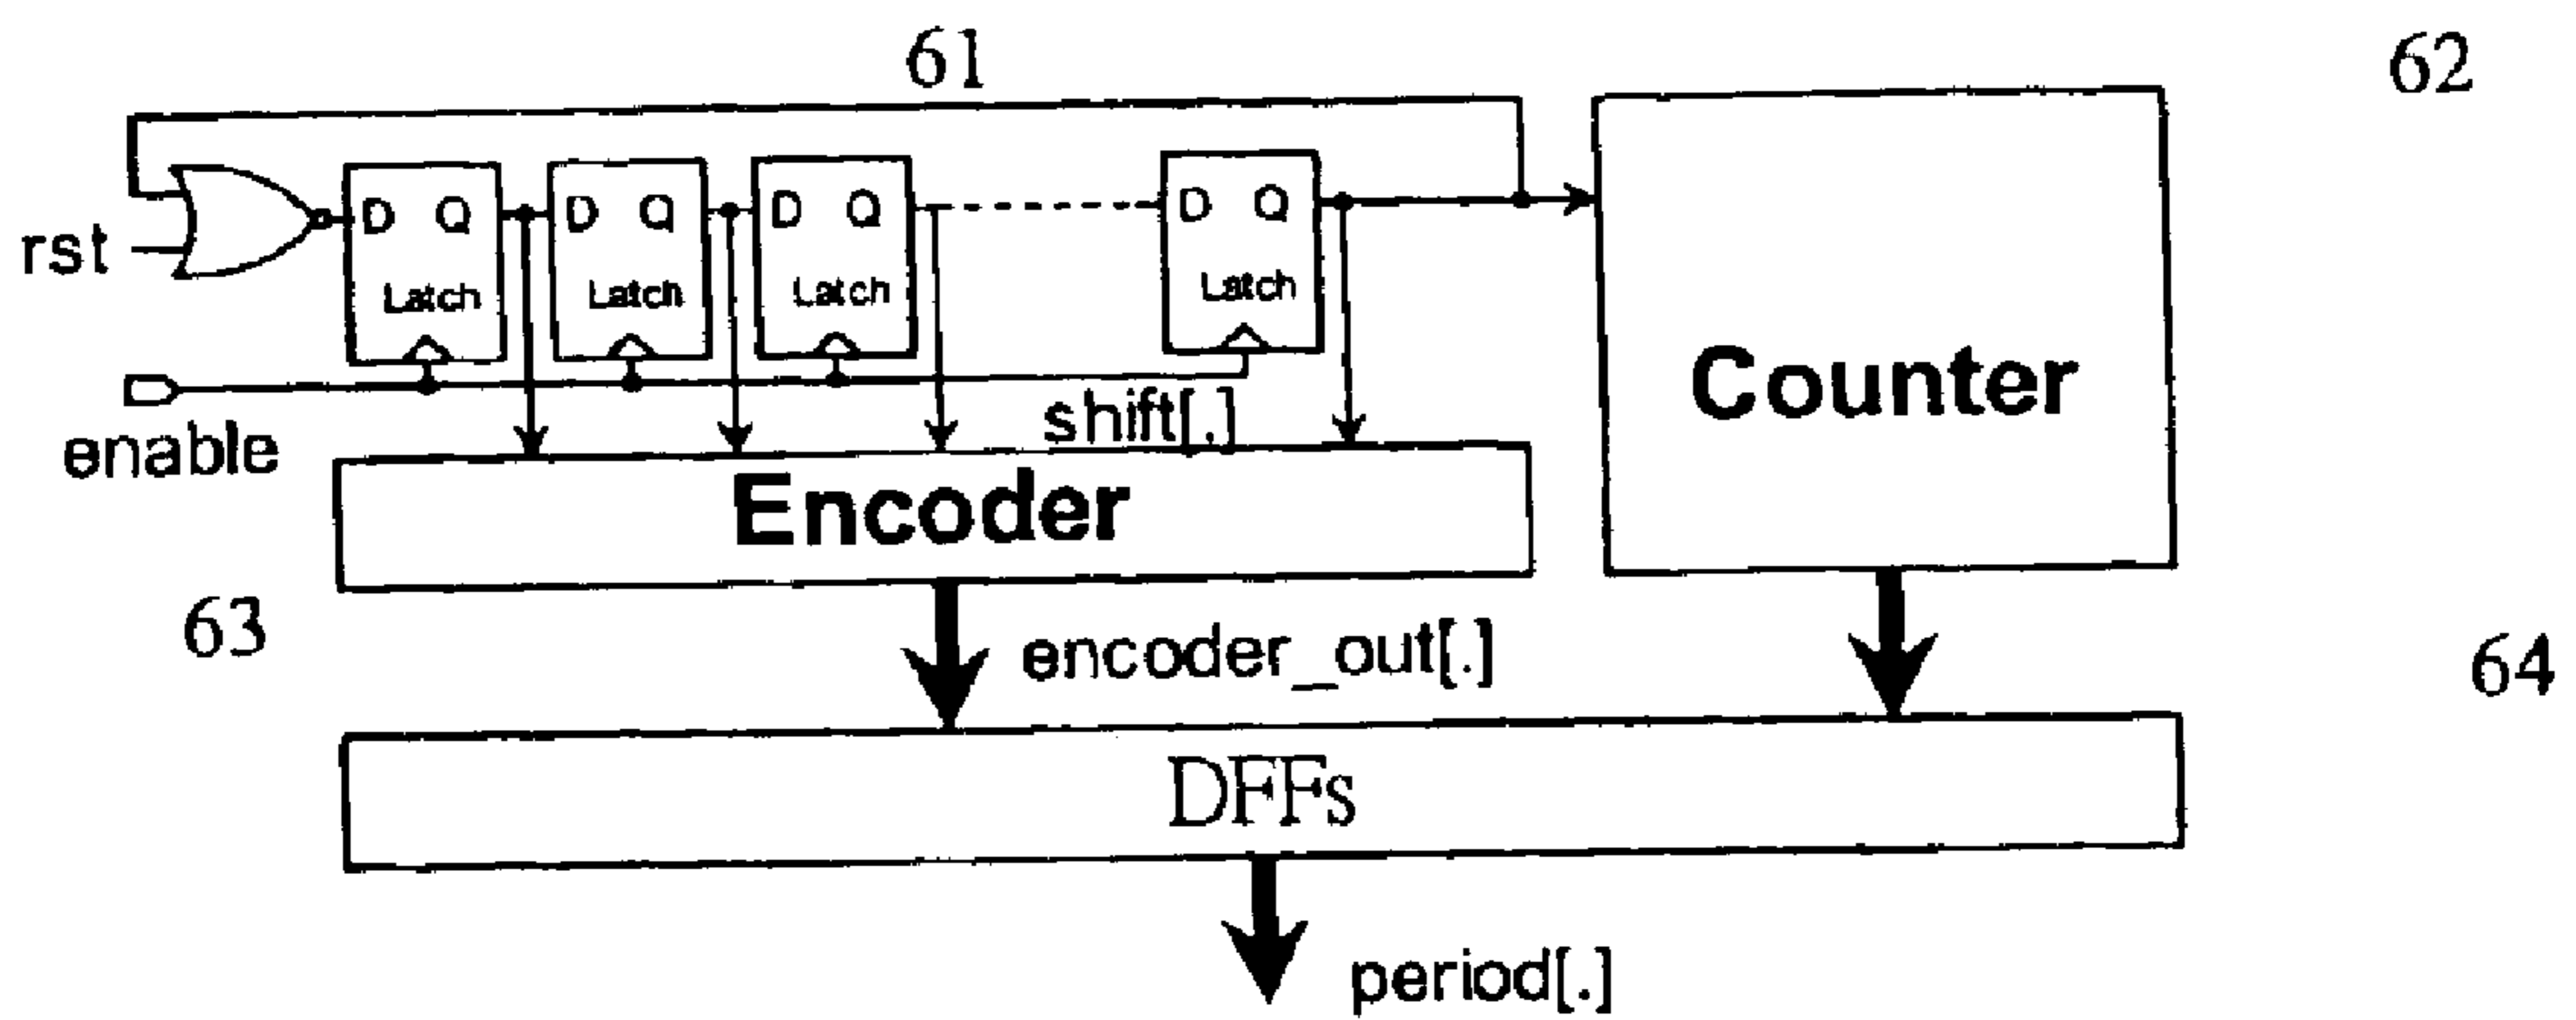 61
62
D Q D Q D Q D Q
rst
Latch Latch Latch Latch
Counter
shift[.]
enable
Encoder
63
encoder_out[.]
64
DFFs
period[.]